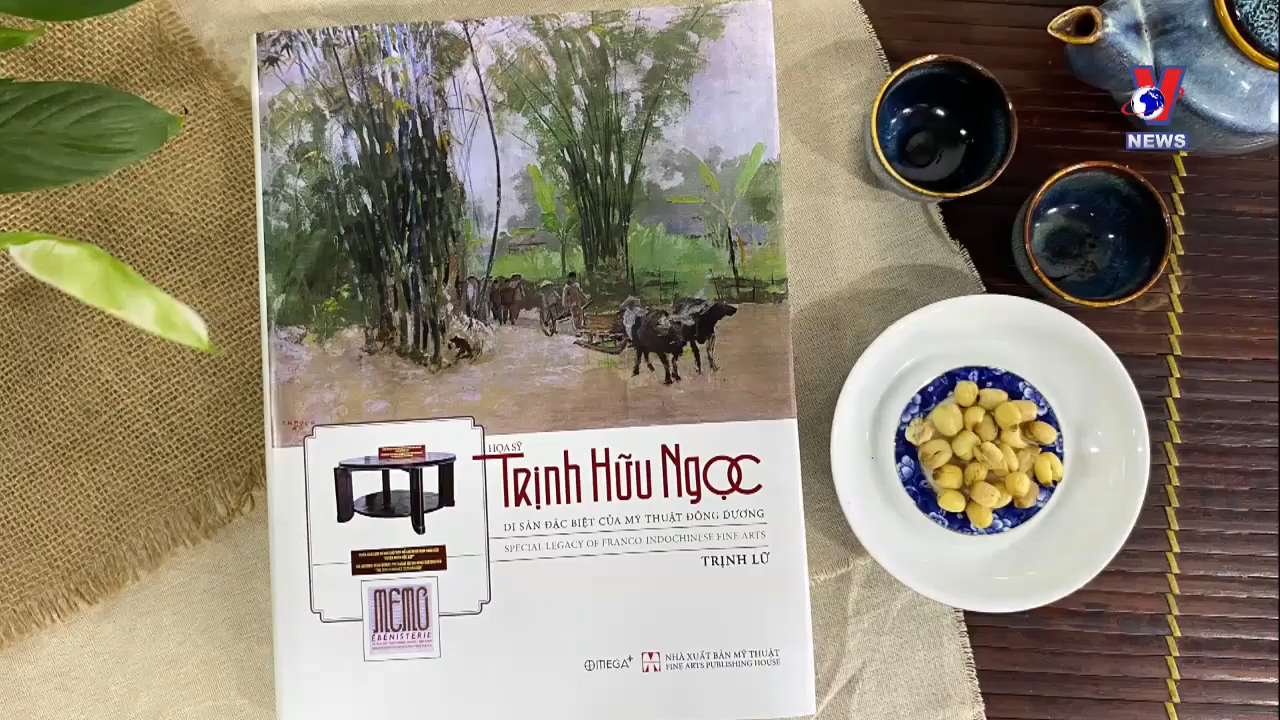 V
NEWS
HỌA SỸ
TRỊNH HỮU NGỌC
DI SẢN ĐẶC BIỆT CỦA MỸ THUẬT ĐÔNG DƯƠNG
SPECIAL LEGACY OF FRANCO INDOCHINESE FINE ARTS
TRỊNH LỮ
MEMO
ÉBÉNISTERIE
OMEGA+
NHÀ XUẤT BẢN MỸ THUẬT
FINE ARTS PUBLISHING HOUSE